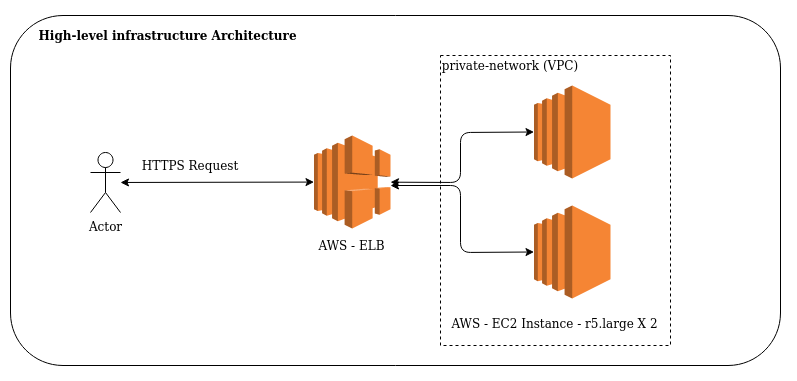 High-level infrastructure Architecture
private-network (VPC)
HTTPS Request
Actor
AWS - ELB
AWS - EC2 Instance - r5.large X 2